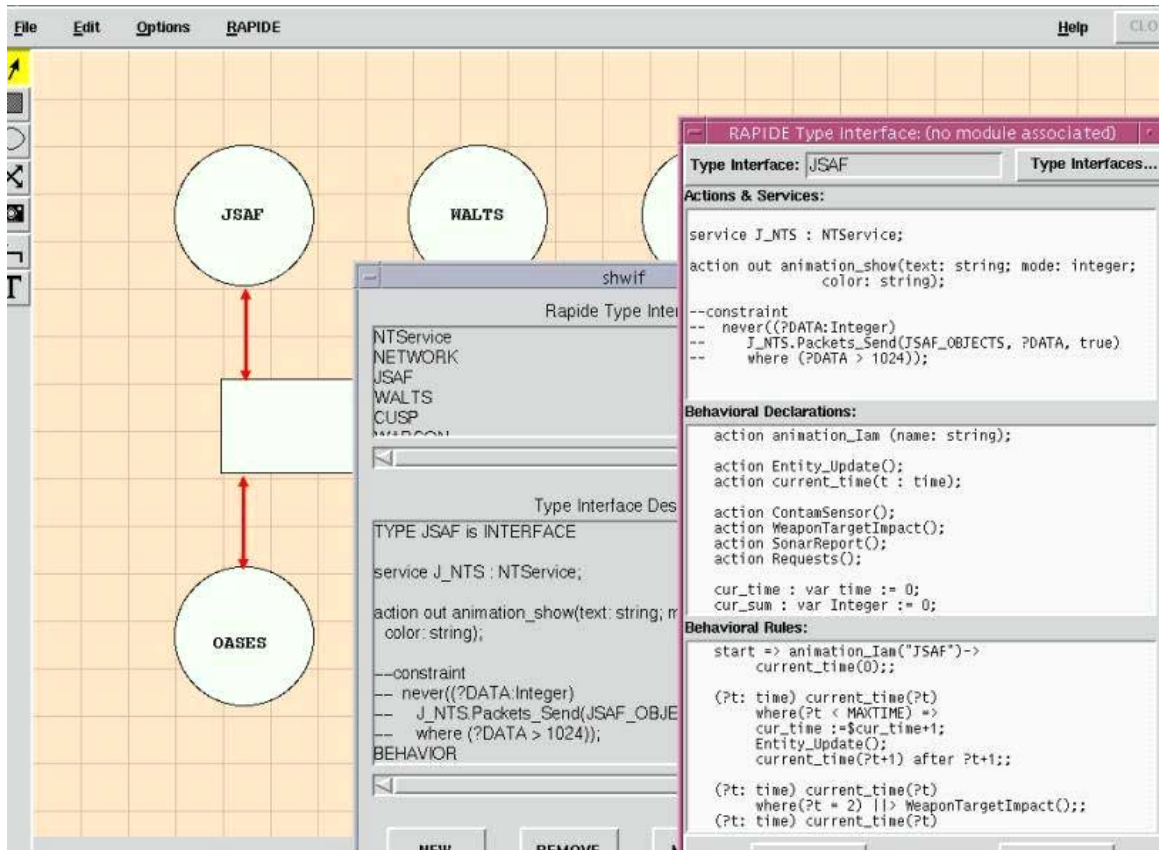 File Edit Options RAPIDE Help CLO
T
JSAF
WALTS
OASES
shwif
Rapide Type Inter
NTService
NETWORK
JSAF
WALTS
CUSP
WARCON
Type Interface Des
TYPE JSAF is INTERFACE
service J_NTS : NTService;
action out animation_show(text: string; m
color: string);
--constraint
-- never((?DATA:Integer)
-- J_NTS.Packets_Send(JSAF_OBJE
-- where (?DATA > 1024));
BEHAVIOR
NEW REMOVE
RAPIDE Type Interface: (no module associated)
Type Interface: JSAF Type Interfaces...
Actions & Services:
service J_NTS : NTService;
action out animation_show(text: string; mode: integer;
color: string);
--constraint
-- never((?DATA:Integer)
-- J_NTS.Packets_Send(JSAF_OBJECTS, ?DATA, true)
-- where (?DATA > 1024));
Behavioral Declarations:
action animation_Iam (name: string);
action Entity_Update();
action current_time(t : time);
action ContamSensor();
action WeaponTargetImpact();
action SonarReport();
action Requests();
cur_time : var time := 0;
cur_sum : var Integer := 0;
Behavioral Rules:
start => animation_Iam("JSAF")->
current_time(0);;
(?t: time) current_time(?t)
where(?t < MAXTIME) =>
cur_time :=$cur_time+1;
Entity_Update();
current_time(?t+1) after ?t+1;;
(?t: time) current_time(?t)
where(?t = 2) ||> WeaponTargetImpact();;
(?t: time) current_time(?t)